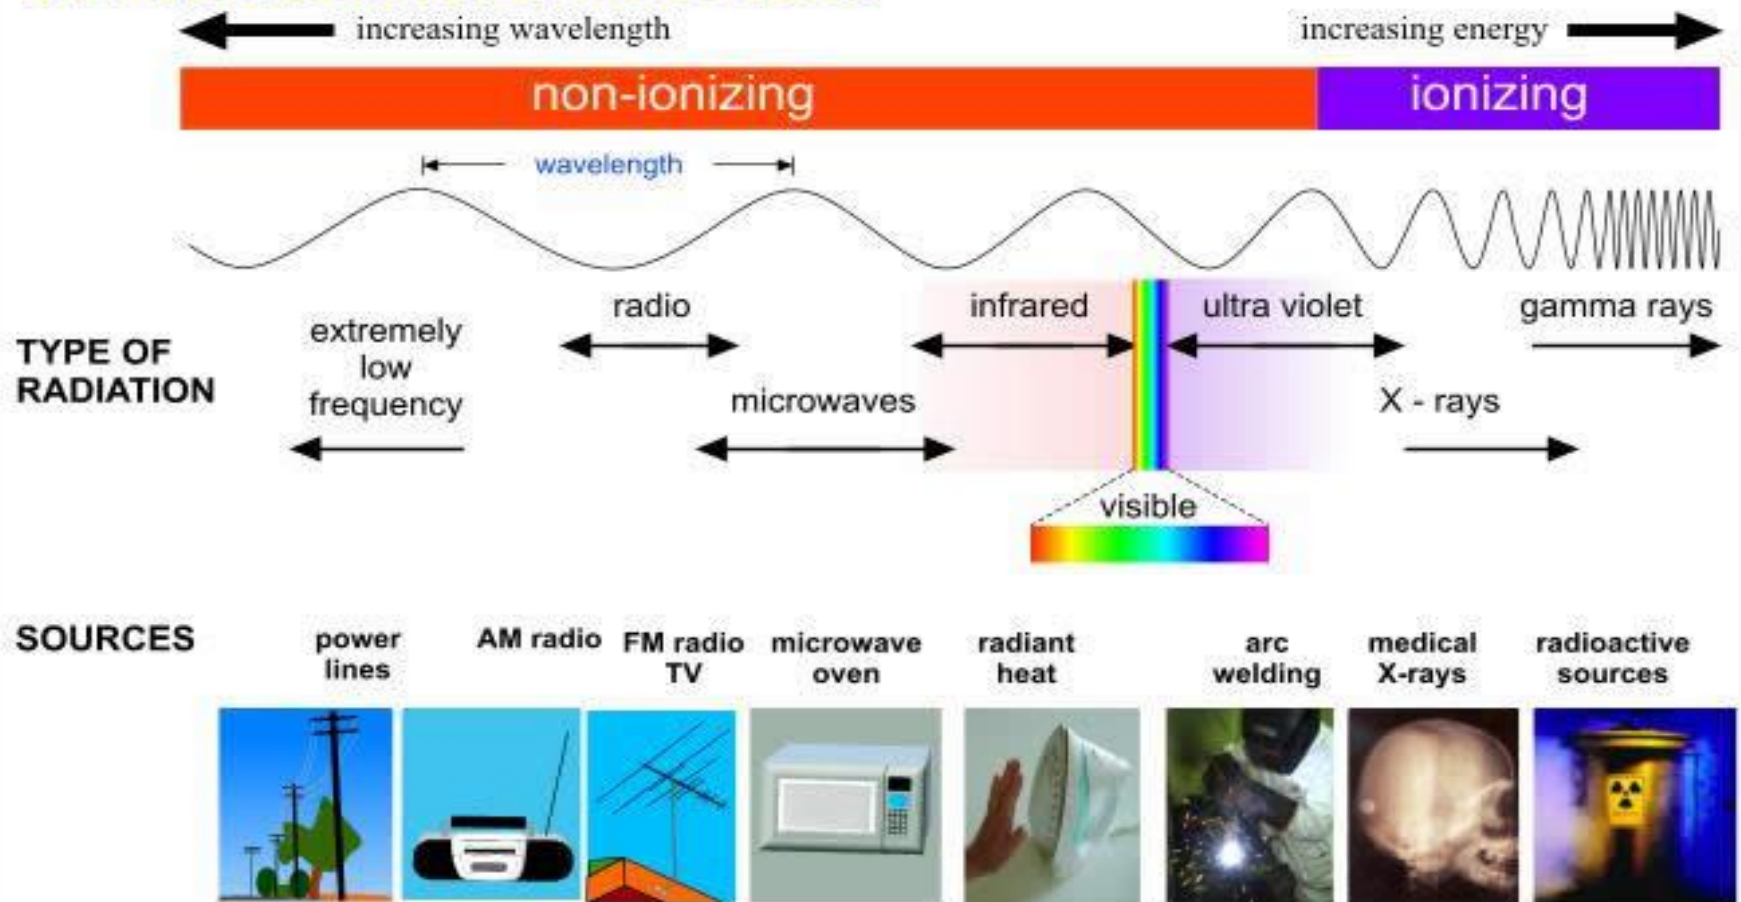 increasing wavelength
increasing energy
non-ionizing
ionizing
wavelength
TYPE OF
RADIATION
extremely
low
frequency
radio
microwaves
infrared
ultra violet
X - rays
gamma rays
visible
SOURCES
power
lines
AM radio
FM radio
TV
microwave
oven
radiant
heat
arc
welding
medical
X-rays
radioactive
sources